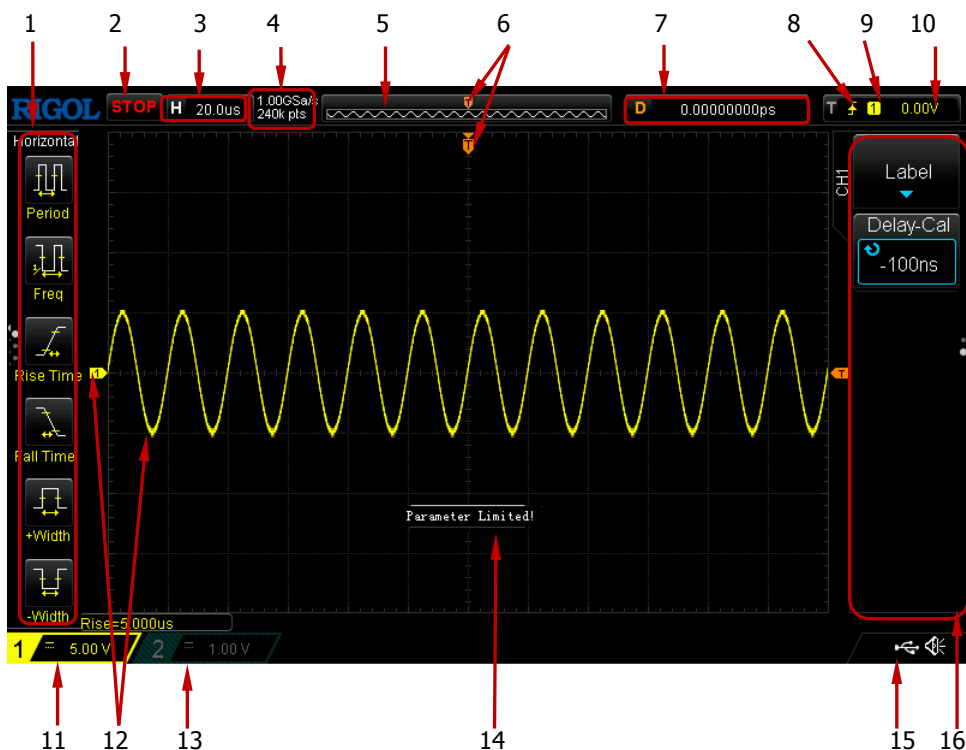 1 2 3 4 5 6 7 8 9 10
RIGOL STOP H 20.0us 1.00GSa/s T D 0.00000000ps T 1 0.00V
240k pts
Horizontal
T
CH1
Label
Period
Delay-Cal
-100ns
1/
Freq
Rise Time
1
T
Fall Time
Parameter Limited!
+Width
-Width
Rise=5.000us
1 5.00 V 2 1.00 V
11 12 13 14 15 16